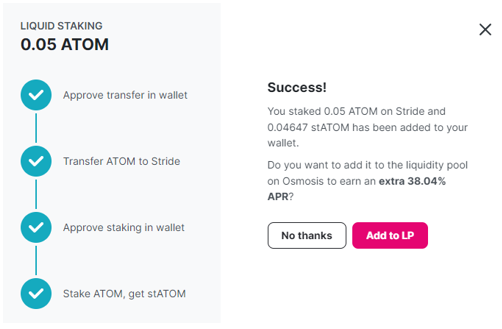 LIQUID STAKING
0.05 ATOM
Approve transfer in wallet
Transfer ATOM to Stride
Approve staking in wallet
Stake ATOM, get stATOM
Success!
You staked 0.05 ATOM on Stride and
0.04647 stATOM has been added to your
wallet.
Do you want to add it to the liquidity pool
on Osmosis to earn an extra 38.04%
APR?
No thanks
Add to LP